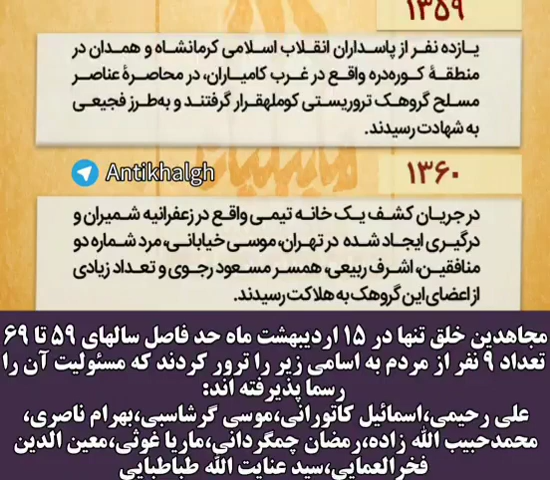 ۱۳۵۹
یازده نفر از پاسداران انقلاب اسلامی کرمانشاه و همدان در
منطقهٔ کوره‌دره واقع در غرب کامیاران، در محاصرهٔ عناصر
مسلح گروهک تروریستی کومله‌قرار گرفتند و به‌طرز فجیعی
به شهادت رسیدند.
Antikhalgh
۱۳۶۰
در جریان کشف یک خانه تیمی واقع در زعفرانیه شمیران و
درگیری ایجاد شده در تهران، موسی خیابانی، مرد شماره دو
منافقین، اشرف ربیعی، همسر مسعود رجوی و تعداد زیادی
از اعضای این گروهک به هلاکت رسیدند.
مجاهدین خلق تنها در ۱۵ اردیبهشت ماه حد فاصل سالهای ۵۹ تا ۶۹
تعداد ۹ نفر از مردم به اسامی زیر را ترور کردند که مسئولیت آن را
رسما پذیرفته اند:
علی رحیمی،اسمائیل کاتورانی،موسی گرشاسبی،بهرام ناصری،
محمدحبیب الله زاده،رمضان چمگردانی،ماریا غوثی،معین الدین
فخرالعمایی،سید عنایت الله طباطبایی